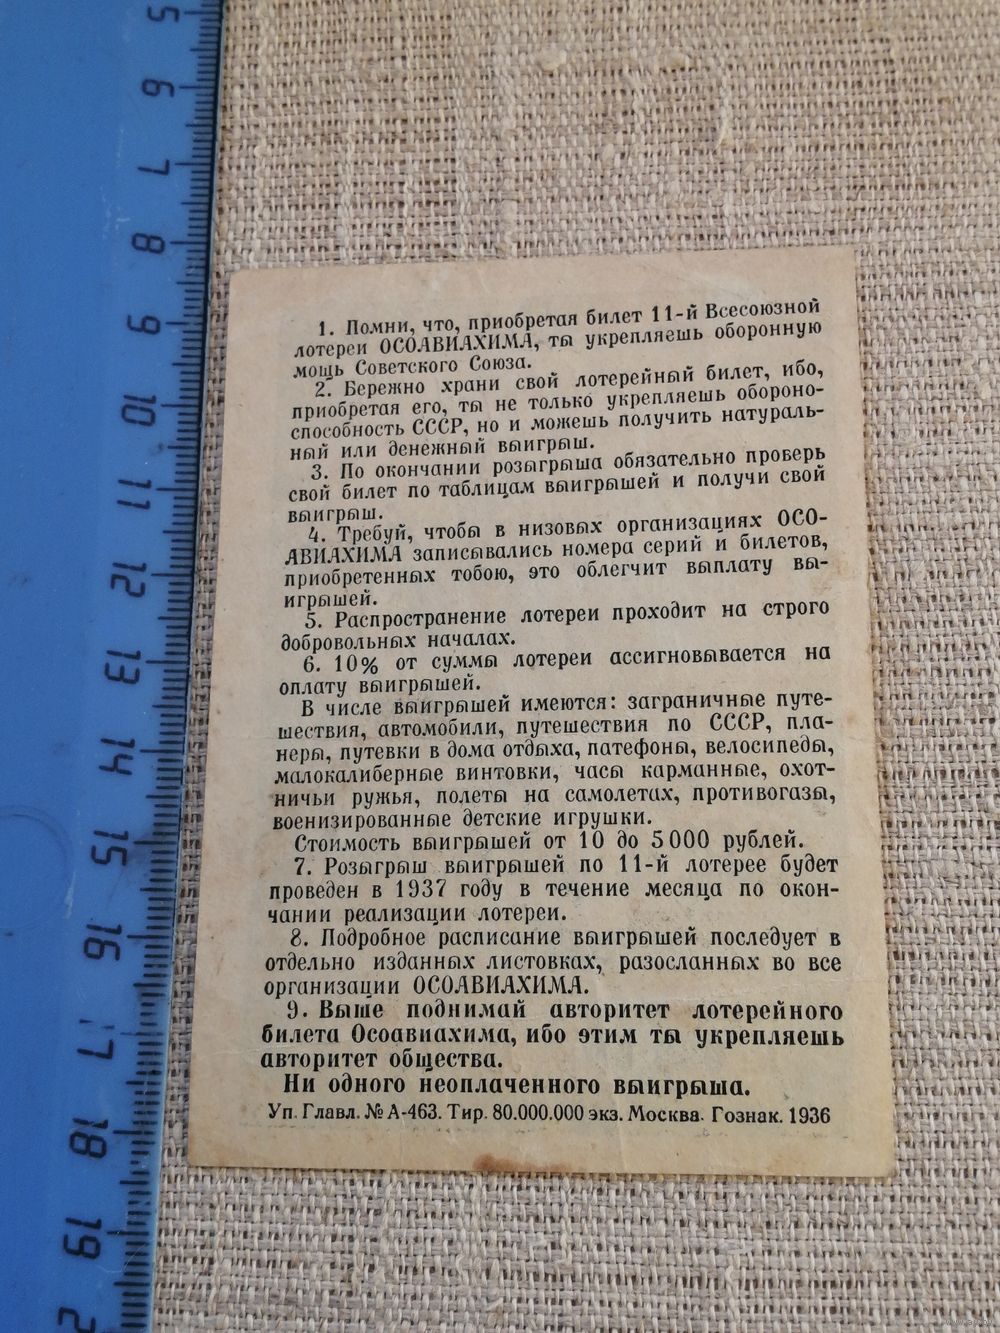 5
6
7
8
9
10
11
12
13
14
15
16
17
18
19
2
1. Помни, что, приобретая билет 11-й Всесоюзной
лотереи ОСОАВИАХИМА, ты укрепляешь оборонную
мощь Советского Союза.
2. Бережно храни свой лотерейный билет, ибо,
приобретая его, ты не только укрепляешь обороно-
способность СССР, но и можешь получить натураль-
ный или денежный выигрыш.
3. По окончании розыгрыша обязательно проверь
свой билет по таблицам выигрышей и получи свой
выигрыш.
4. Требуй, чтобы в низовых организациях ОСО-
АВИАХИМА записывались номера серий и билетов,
приобретенных тобою, это облегчит выплату вы-
игрышей.
5. Распространение лотереи проходит на строго
добровольных началах.
6. 10% от суммы лотереи ассигновывается на
оплату выигрышей.
В числе выигрышей имеются: заграничные путе-
шествия, автомобили, путешествия по СССР, пла-
неры, путевки в дома отдыха, патефоны, велосипеды,
малокалиберные винтовки, часы карманные, охот-
ничьи ружья, полеты на самолетах, противогазы,
военизированные детские игрушки.
Стоимость выигрышей от 10 до 5000 рублей.
7. Розыгрыш выигрышей по 11-й лотерее будет
проведен в 1937 году в течение месяца по окон-
чании реализации лотереи.
8. Подробное расписание выигрышей последует в
отдельно изданных листовках, разосланных во все
организации ОСОАВИАХИМА.
9. Выше поднимай авторитет лотерейного
билета Осоавиахима, ибо этим ты укрепляешь
авторитет общества.
Ни одного неоплаченного выигрыша.
Уп. Главл. № А-463. Тир. 80.000.000 экз. Москва. Гознак. 1936